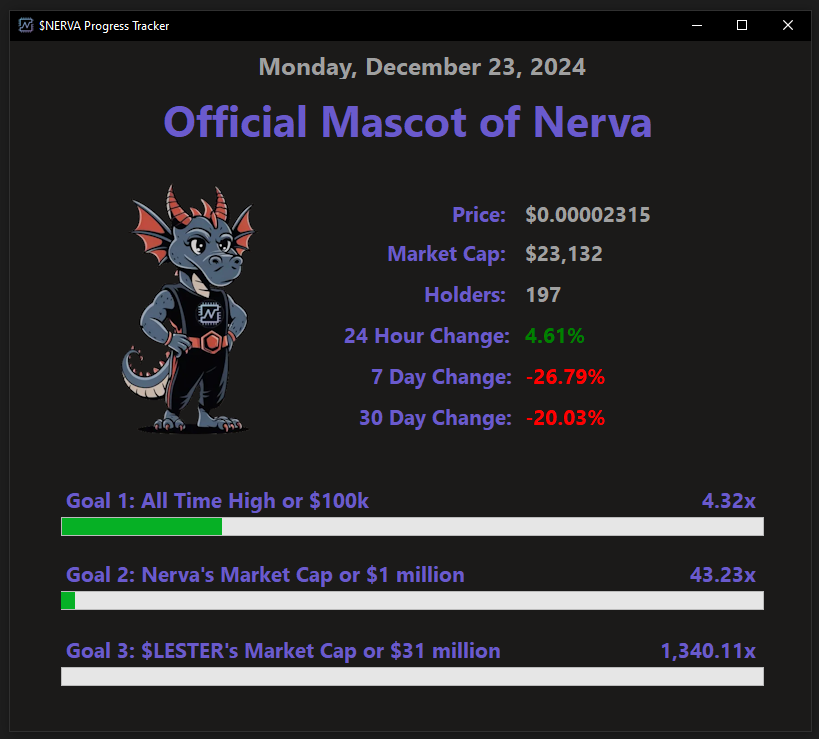 $NERVA Progress Tracker
Monday, December 23, 2024
Official Mascot of Nerva
Price: $0.00002315
Market Cap: $23,132
Holders: 197
24 Hour Change: 4.61%
7 Day Change: -26.79%
30 Day Change: -20.03%
Goal 1: All Time High or $100k 4.32x
Goal 2: Nerva's Market Cap or $1 million 43.23x
Goal 3: $LESTER's Market Cap or $31 million 1,340.11x